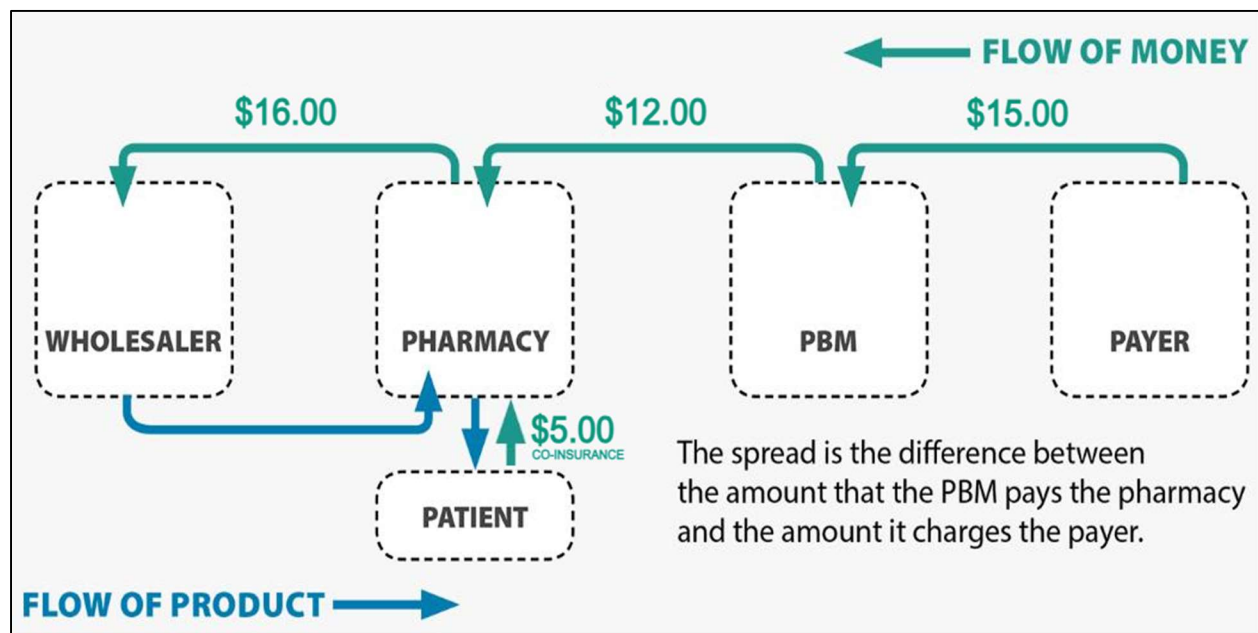 FLOW OF MONEY
$16.00
$12.00
$15.00
WHOLESALER
PHARMACY
PBM
PAYER
$5.00
CO-INSURANCE
PATIENT
The spread is the difference between
the amount that the PBM pays the pharmacy
and the amount it charges the payer.
FLOW OF PRODUCT